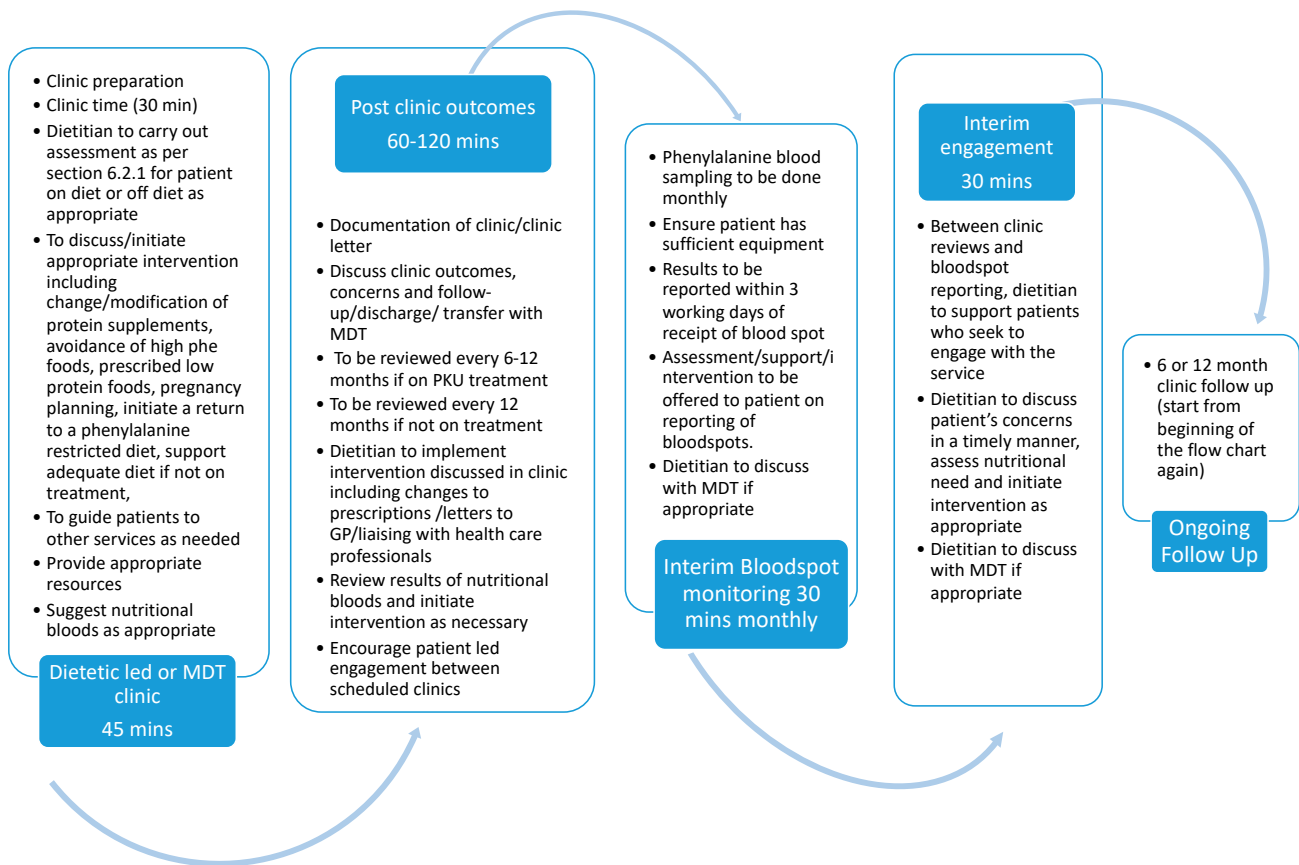 • Clinic preparation
• Clinic time (30 min)
• Dietitian to carry out
assessment as per
section 6.2.1 for patient
on diet or off diet as
appropriate
• To discuss/initiate
appropriate intervention
including
change/modification of
protein supplements,
avoidance of high phe
foods, prescribed low
protein foods, pregnancy
planning, initiate a return
to a phenylalanine
restricted diet, support
adequate diet if not on
treatment,
• To guide patients to
other services as needed
• Provide appropriate
resources
• Suggest nutritional
bloods as appropriate
Dietetic led or MDT
clinic
45 mins
Post clinic outcomes
60-120 mins
• Documentation of clinic/clinic
letter
• Discuss clinic outcomes,
concerns and follow-
up/discharge/ transfer with
MDT
• To be reviewed every 6-12
months if on PKU treatment
• To be reviewed every 12
months if not on treatment
• Dietitian to implement
intervention discussed in clinic
including changes to
prescriptions /letters to
GP/liaising with health care
professionals
• Review results of nutritional
bloods and initiate
intervention as necessary
• Encourage patient led
engagement between
scheduled clinics
• Phenylalanine blood
sampling to be done
monthly
• Ensure patient has
sufficient equipment
• Results to be
reported within 3
working days of
receipt of blood spot
• Assessment/support/i
ntervention to be
offered to patient on
reporting of
bloodspots.
• Dietitian to discuss
with MDT if
appropriate
Interim Bloodspot
monitoring 30
mins monthly
Interim
engagement
30 mins
• Between clinic
reviews and
bloodspot
reporting, dietitian
to support patients
who seek to
engage with the
service
• Dietitian to discuss
patient’s concerns
in a timely manner,
assess nutritional
need and initiate
intervention as
appropriate
• Dietitian to discuss
with MDT if
appropriate
• 6 or 12 month
clinic follow up
(start from
beginning of
the flow chart
again)
Ongoing
Follow Up